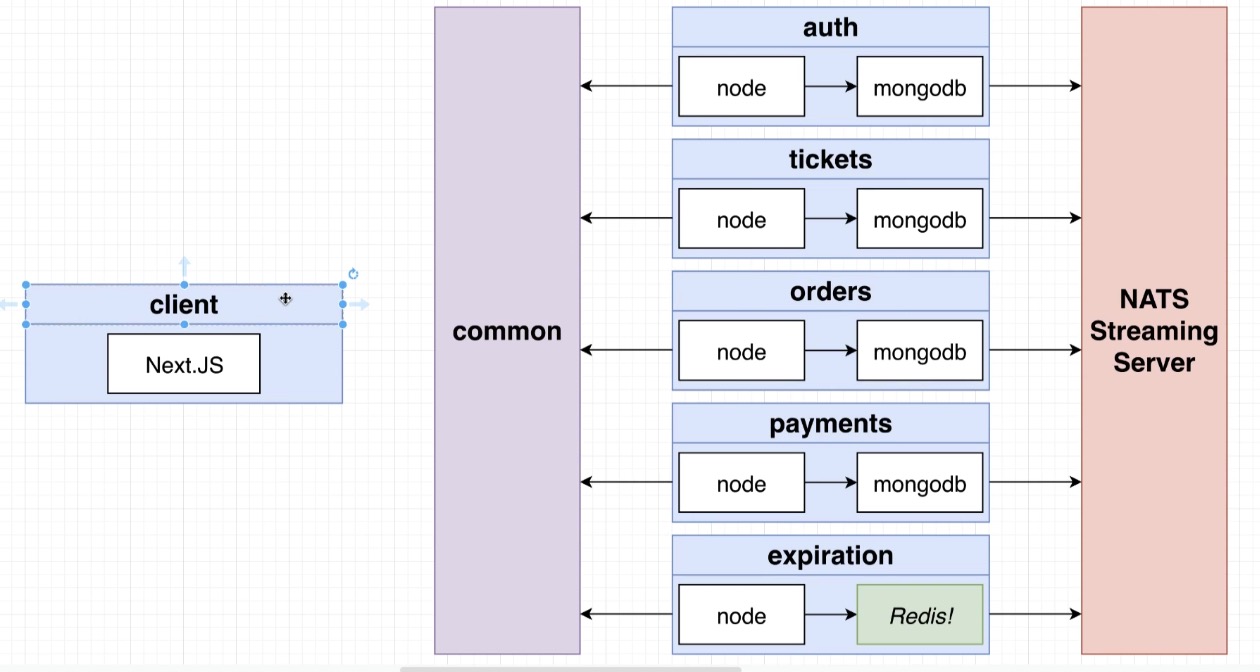 client
Next.JS
common
auth
node
mongodb
tickets
node
mongodb
orders
node
mongodb
payments
node
mongodb
expiration
node
Redis!
NATS
Streaming
Server